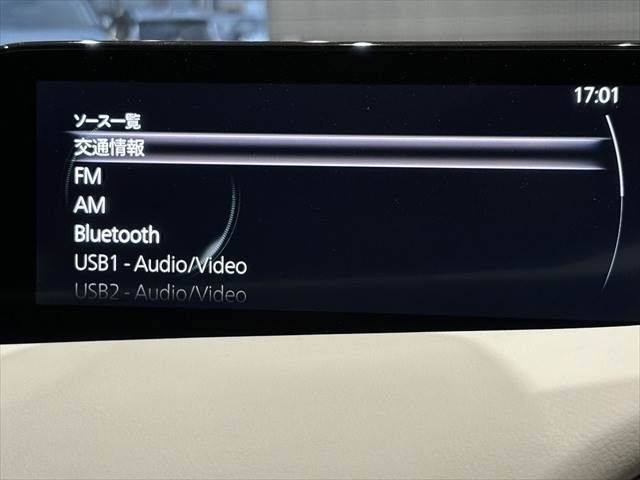 17:01
ソース一覧
交通情報
FM
AM
Bluetooth
USB1 - Audio/Video
USB2 - Audio/Video